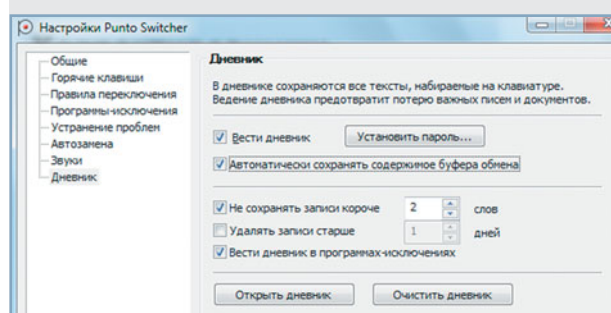 Настройки Punto Switcher
Общие
Горячие клавиши
Правила переключения
Программы-исключения
Устранение проблем
Автозамена
Звуки
Дневник
Дневник
В дневнике сохраняются все тексты, набираемые на клавиатуре.
Ведение дневника предотвратит потерю важных писем и документов.
Вести дневник
Установить пароль...
Автоматически сохранять содержимое буфера обмена
Не сохранять записи короче 2 слов
Удалять записи старше 1 дней
Вести дневник в программах-исключениях
Открыть дневник
Очистить дневник